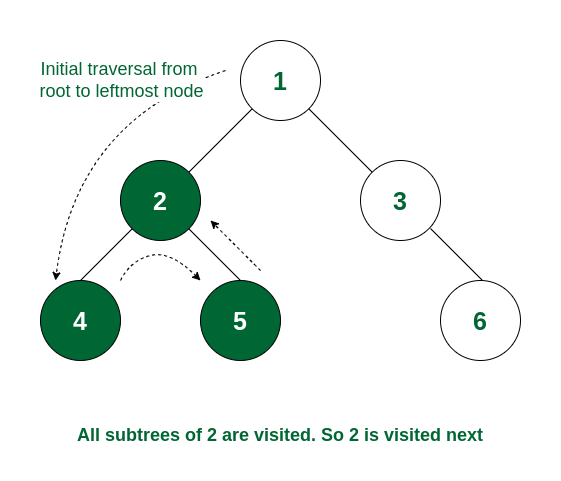 Initial traversal from
root to leftmost node
1
2
3
4
5
6
All subtrees of 2 are visited. So 2 is visited next